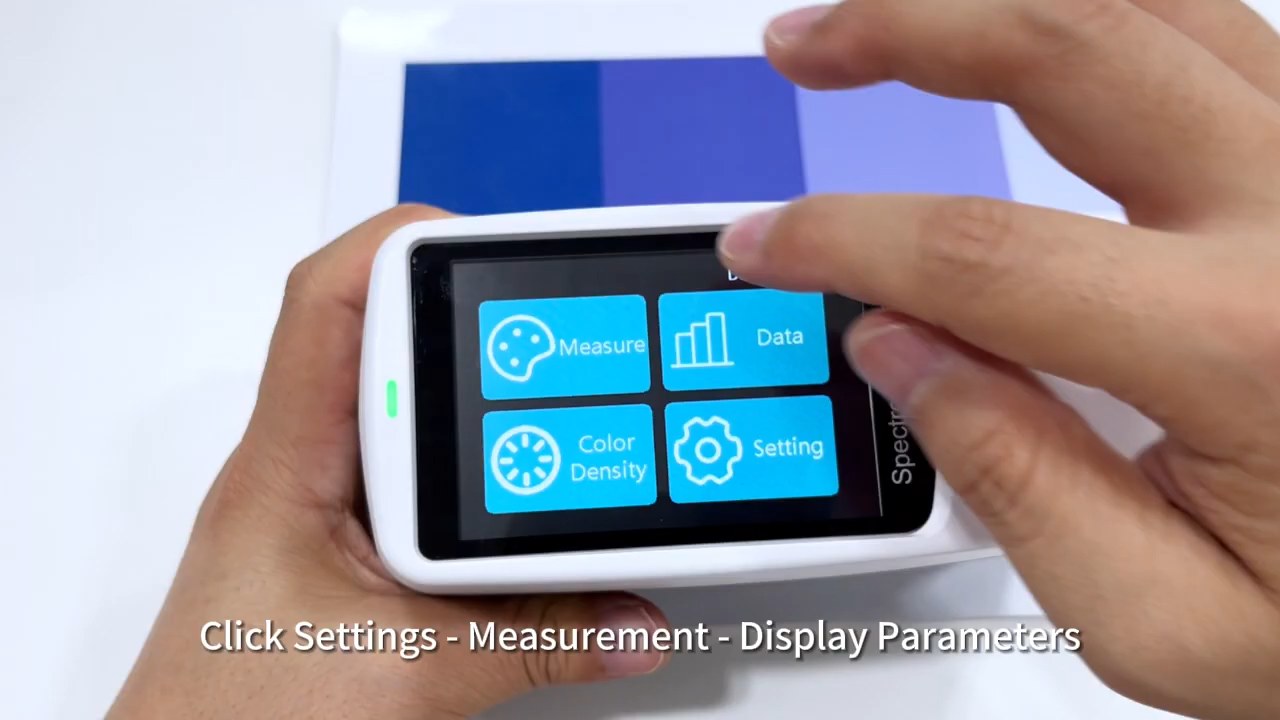 Measure
Data
Color
Density
Setting
Click Settings - Measurement - Display Parameters